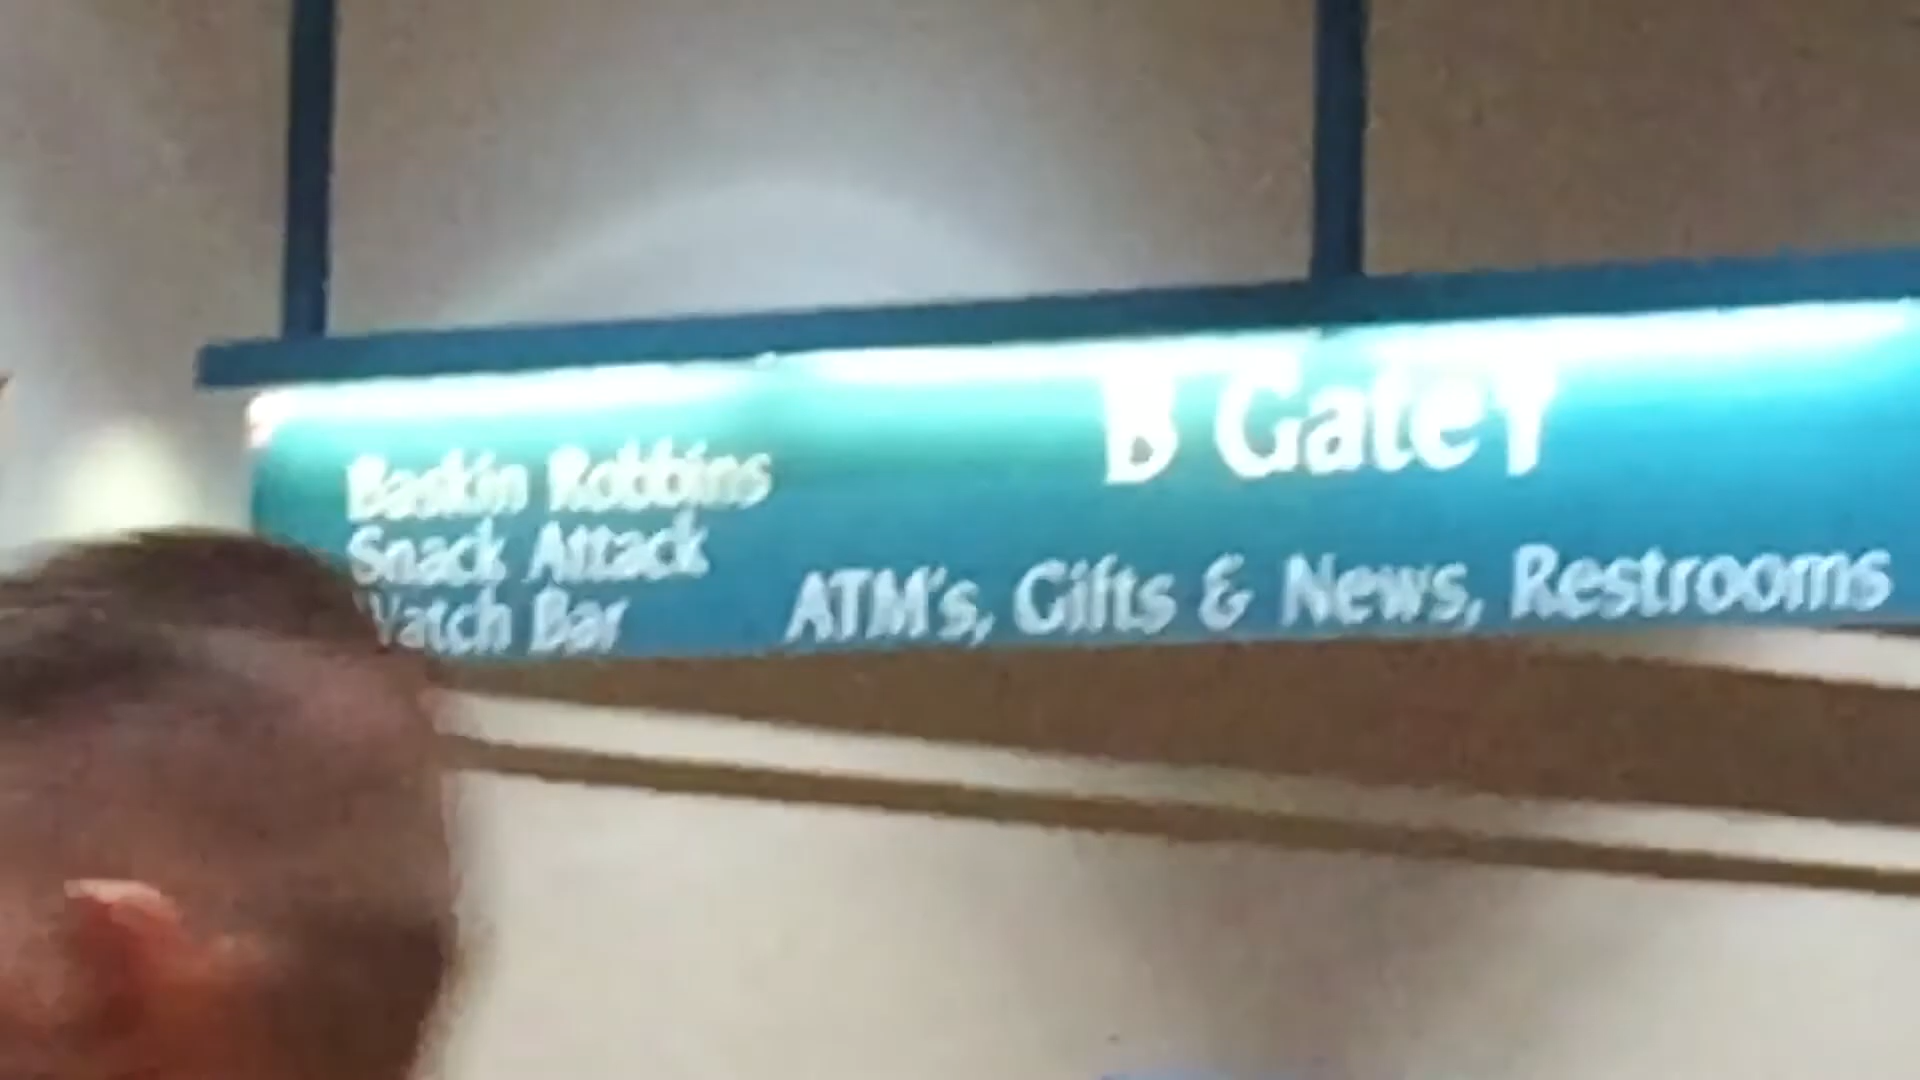 B Gate
Baskin Robbins
Snack Attack
Watch Bar
ATM's, Gifts & News, Restrooms